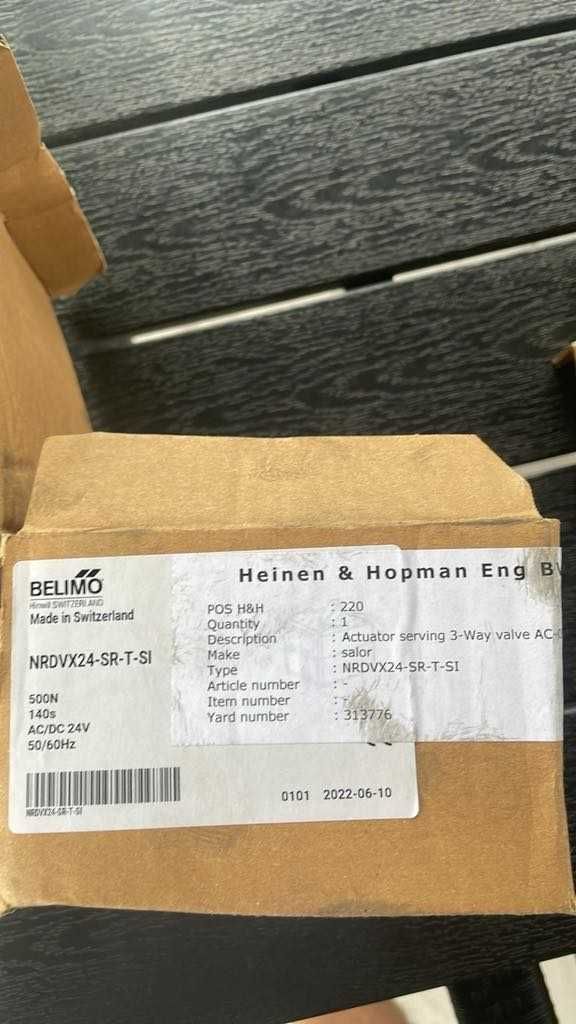 BELIMO
Hinwil SWITZERLAND
Made in Switzerland
NRDVX24-SR-T-SI
500N
140s
AC/DC 24V
50/60Hz
NRDVX24-SR-T-SI
0101 2022-06-10
Heinen & Hopman Eng
POS H&H : 220
Quantity : 1
Description : Actuator serving 3-Way valve
Make : salor
Type : NRDVX24-SR-T-SI
Article number : -
Item number : -
Yard number : 313776